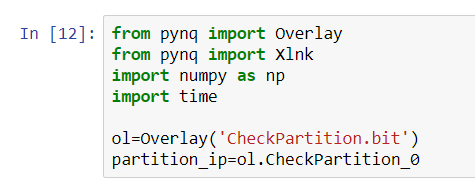 In [12]: from pynq import Overlay
from pynq import Xlnk
import numpy as np
import time

ol=Overlay('CheckPartition.bit')
partition_ip=ol.CheckPartition_0